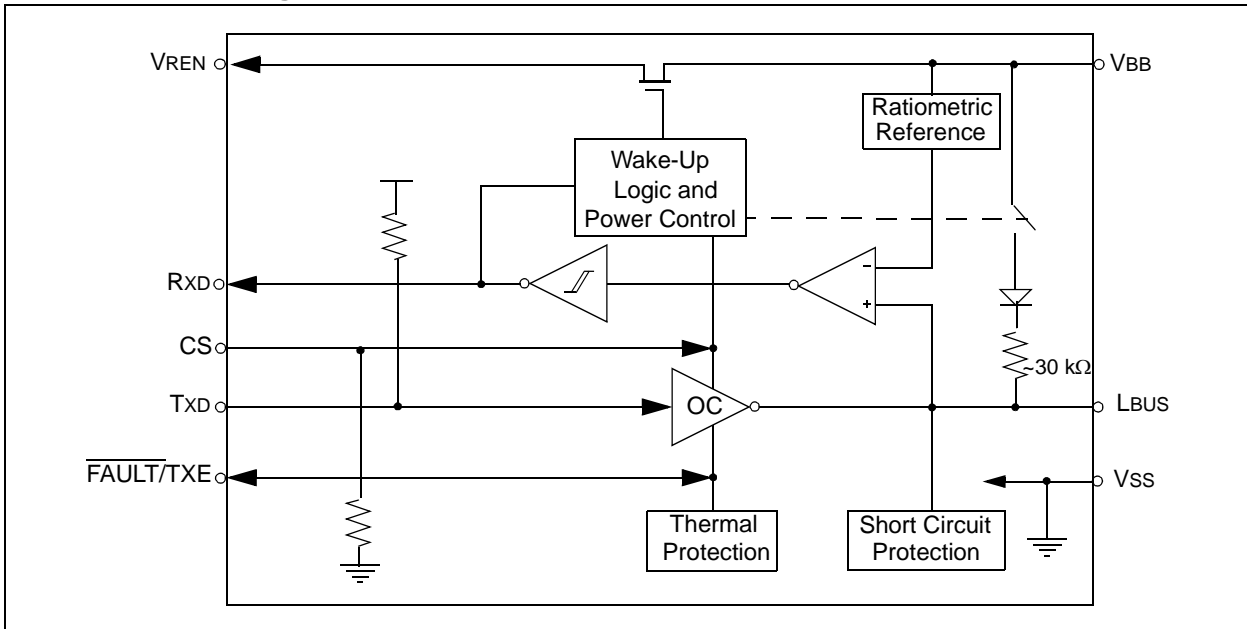 VREN
VBB
Ratiometric
Reference
Wake-Up
Logic and
Power Control
RXD
-
+
CS
~30 kΩ
TXD
OC
LBUS
FAULT/TXE
VSS
Thermal
Protection
Short Circuit
Protection